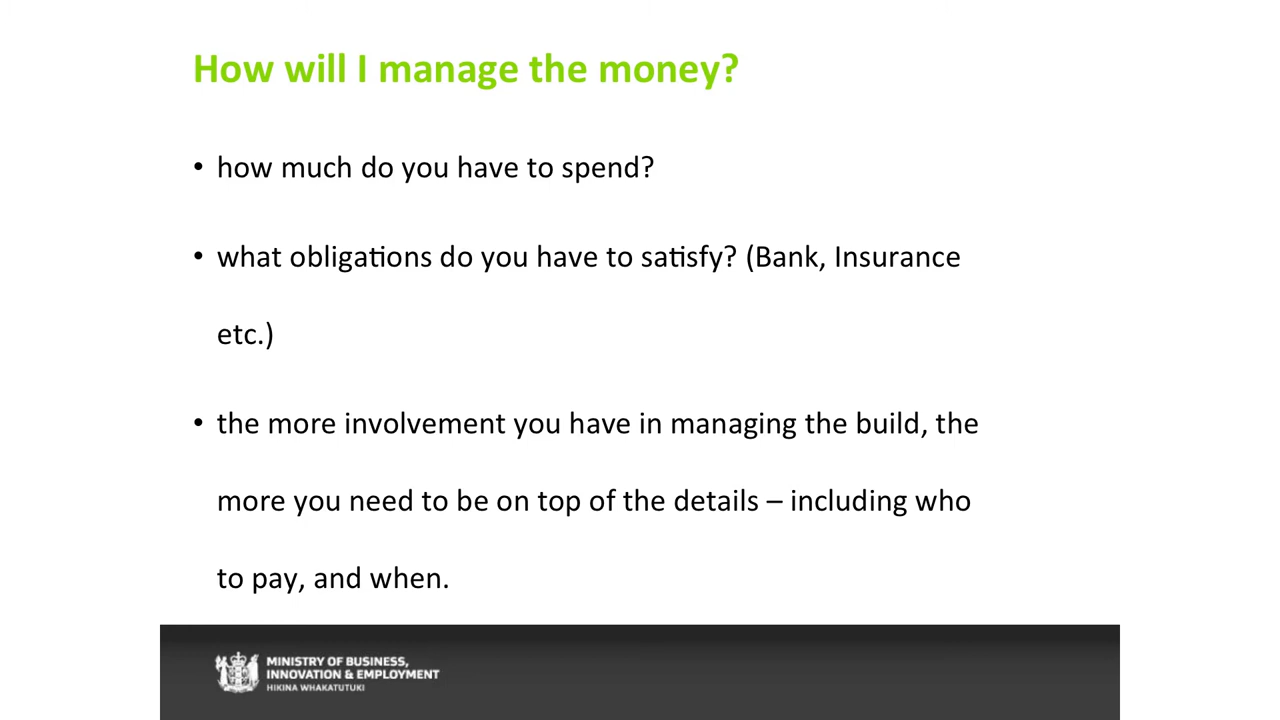 How will I manage the money?
• how much do you have to spend?
• what obligations do you have to satisfy? (Bank, Insurance
etc.)
• the more involvement you have in managing the build, the
more you need to be on top of the details – including who
to pay, and when.
MINISTRY OF BUSINESS,
INNOVATION & EMPLOYMENT
HIKINA WHAKATUTUKI